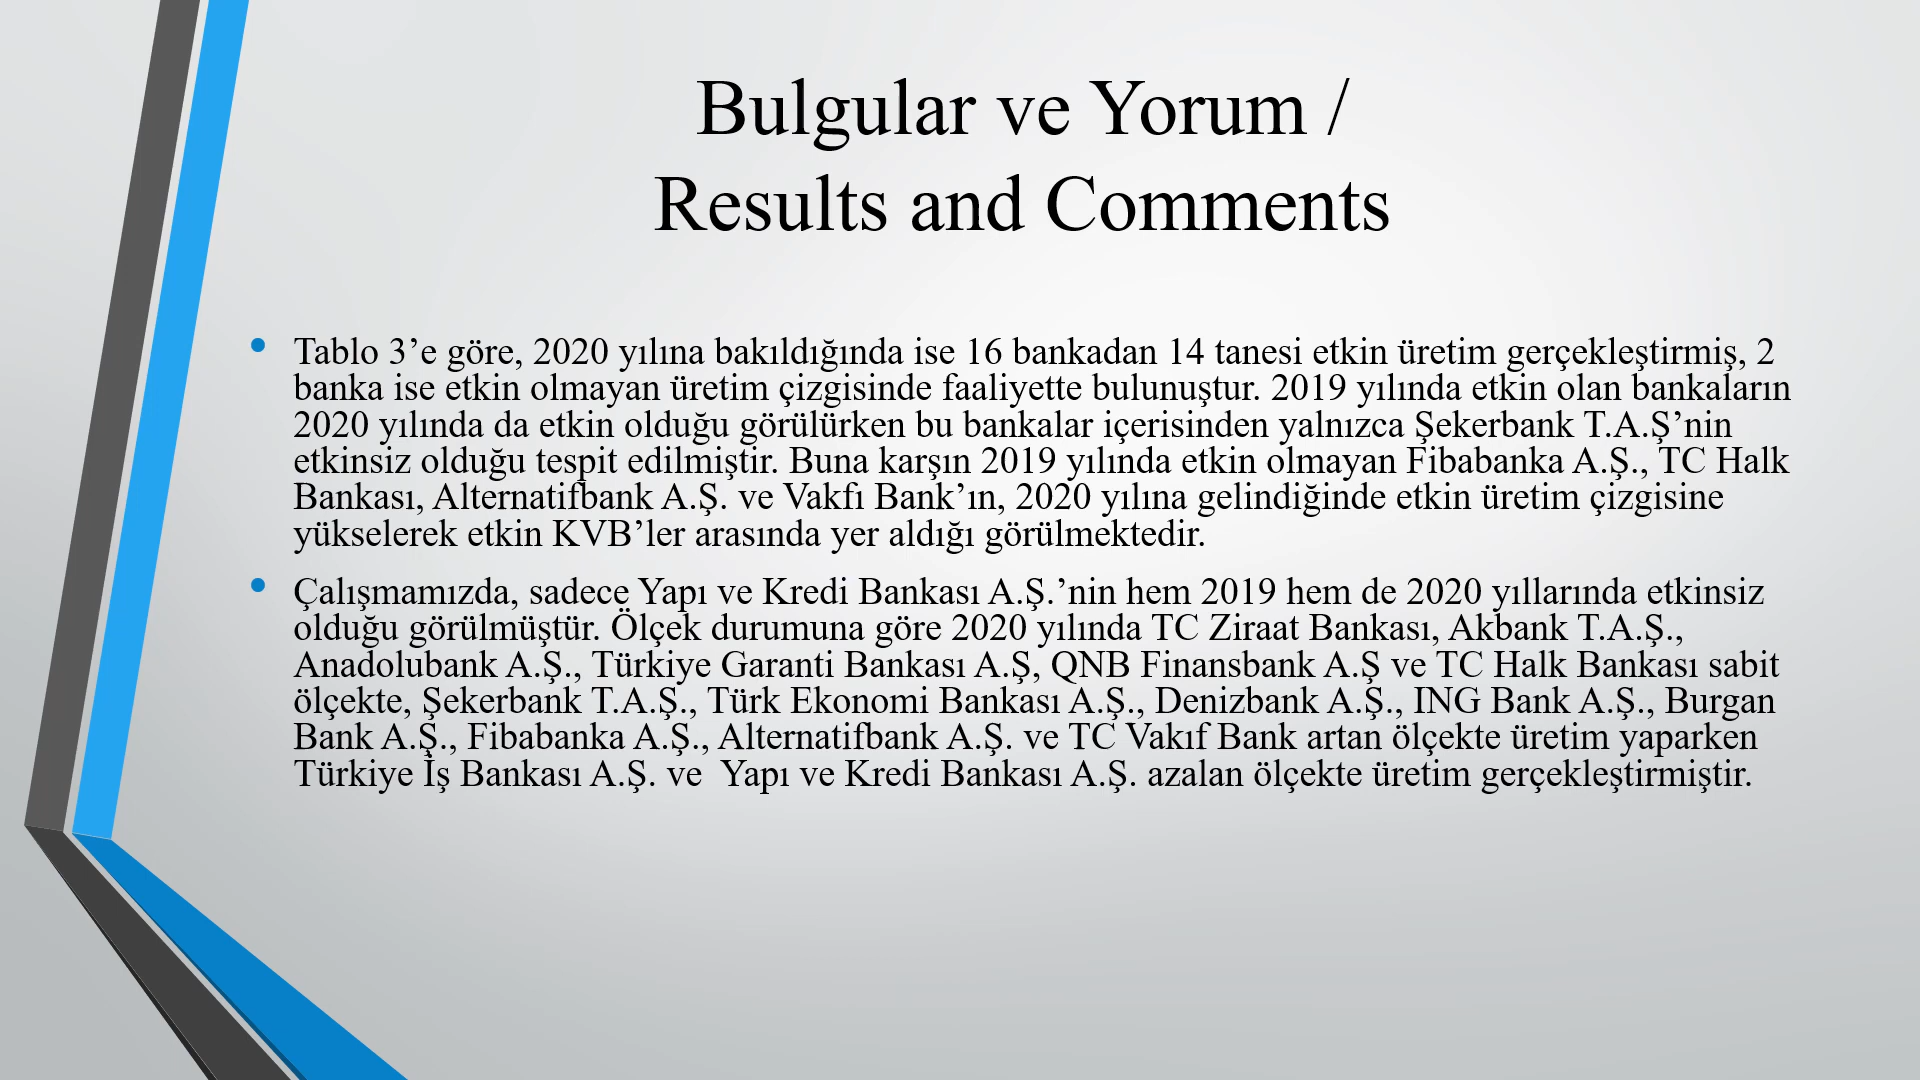 Bulgular ve Yorum /
Results and Comments
• Tablo 3’e göre, 2020 yılına bakıldığında ise 16 bankadan 14 tanesi etkin üretim gerçekleştirmiş, 2
banka ise etkin olmayan üretim çizgisinde faaliyette bulunuştur. 2019 yılında etkin olan bankaların
2020 yılında da etkin olduğu görülürken bu bankalar içerisinden yalnızca Şekerbank T.A.Ş’nin
etkinsiz olduğu tespit edilmiştir. Buna karşın 2019 yılında etkin olmayan Fibabanka A.Ş., TC Halk
Bankası, Alternatifbank A.Ş. ve Vakfı Bank’ın, 2020 yılına gelindiğinde etkin üretim çizgisine
yükselerek etkin KVB’ler arasında yer aldığı görülmektedir.
• Çalışmamızda, sadece Yapı ve Kredi Bankası A.Ş.’nin hem 2019 hem de 2020 yıllarında etkinsiz
olduğu görülmüştür. Ölçek durumuna göre 2020 yılında TC Ziraat Bankası, Akbank T.A.Ş.,
Anadolubank A.Ş., Türkiye Garanti Bankası A.Ş, QNB Finansbank A.Ş ve TC Halk Bankası sabit
ölçekte, Şekerbank T.A.Ş., Türk Ekonomi Bankası A.Ş., Denizbank A.Ş., ING Bank A.Ş., Burgan
Bank A.Ş., Fibabanka A.Ş., Alternatifbank A.Ş. ve TC Vakıf Bank artan ölçekte üretim yaparken
Türkiye İş Bankası A.Ş. ve  Yapı ve Kredi Bankası A.Ş. azalan ölçekte üretim gerçekleştirmiştir.